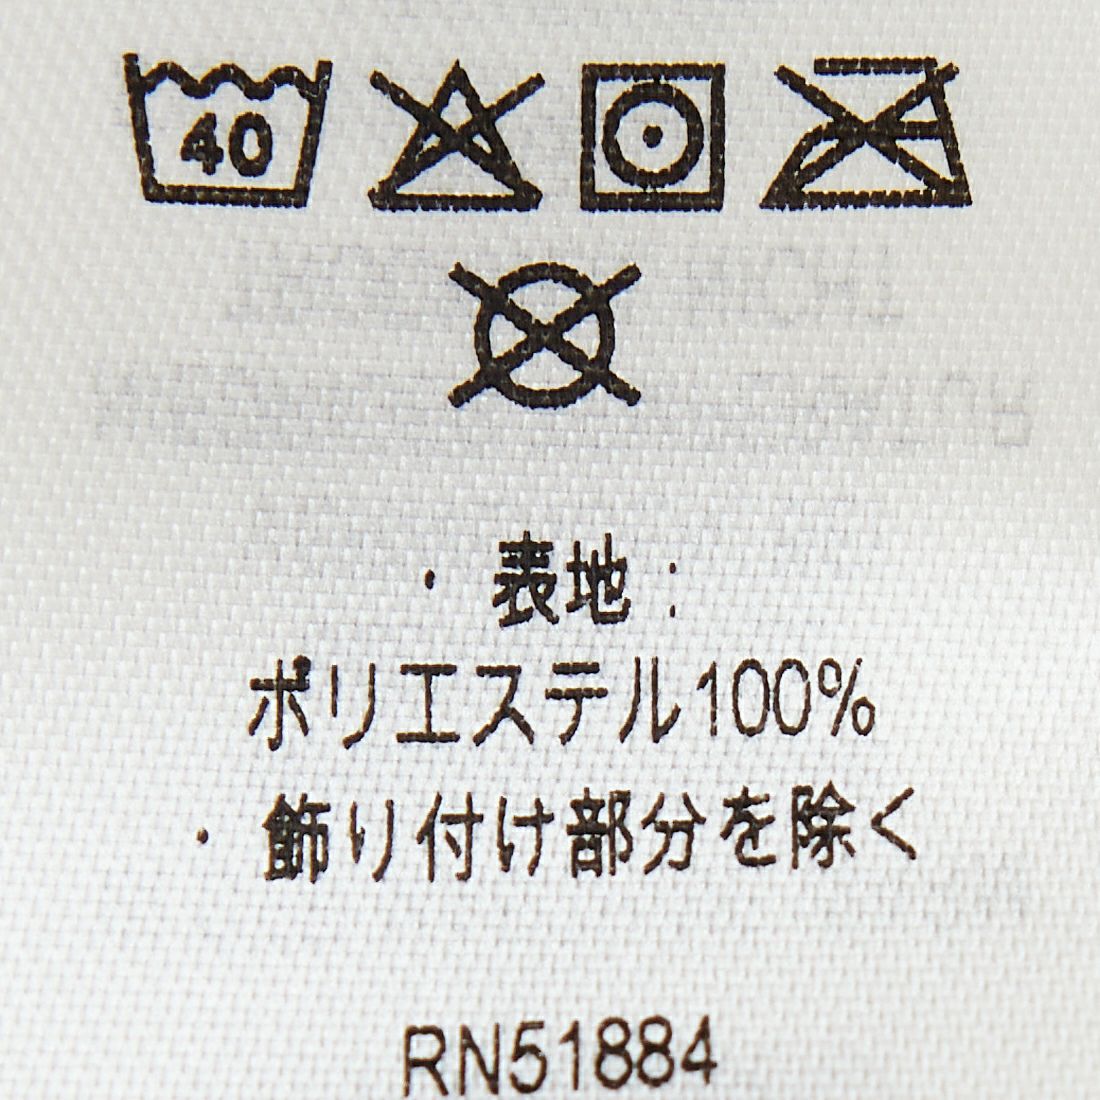 40
・表地:
ポリエステル100%
・飾り付け部分を除く
RN51884